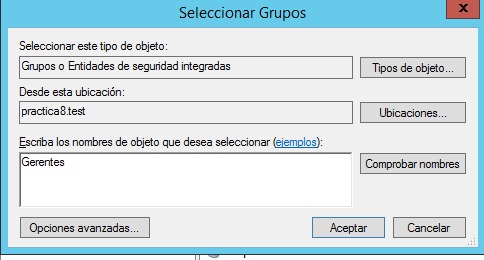 Seleccionar Grupos
x
Seleccionar este tipo de objeto:
Grupos o Entidades de seguridad integradas
Tipos de objeto...
Desde esta ubicación:
practica8.test
Ubicaciones...
Escriba los nombres de objeto que desea seleccionar (ejemplos):
Gerentes
Comprobar nombres
Opciones avanzadas...
Aceptar
Cancelar